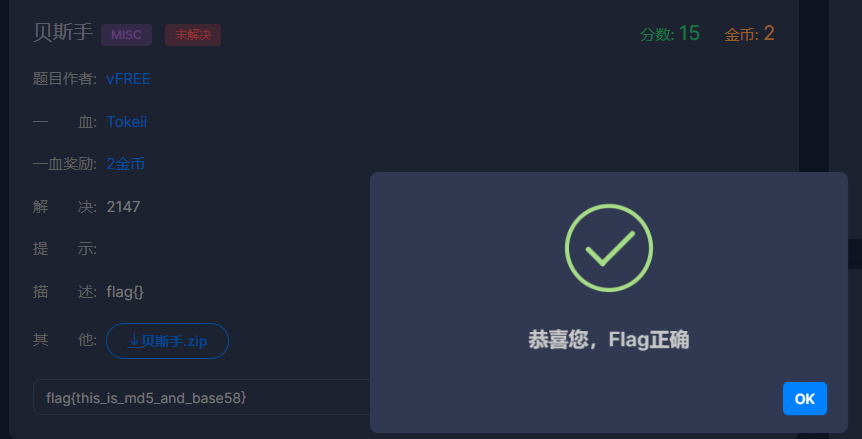 贝斯手 MISC 未解决 分数: 15 金币: 2
题目作者: vFREE
一 血: Tokeii
一血奖励: 2金币
解 决: 2147
提 示:
描 述: flag{}
其 他: ↓贝斯手.zip
flag{this_is_md5_and_base58}
恭喜您，Flag正确
OK